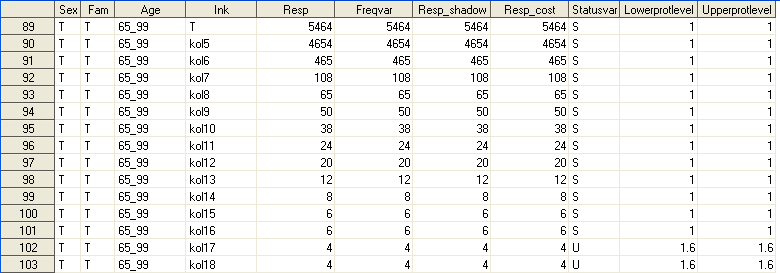 Sex Fam Age Ink Resp Freqvar Resp_shadow Resp_cost Statusvar Lowerprotlevel Upperprotlevel
89 T T 65_99 T 5464 5464 5464 5464 S 1 1
90 T T 65_99 kol5 4654 4654 4654 4654 S 1 1
91 T T 65_99 kol6 465 465 465 465 S 1 1
92 T T 65_99 kol7 108 108 108 108 S 1 1
93 T T 65_99 kol8 65 65 65 65 S 1 1
94 T T 65_99 kol9 50 50 50 50 S 1 1
95 T T 65_99 kol10 38 38 38 38 S 1 1
96 T T 65_99 kol11 24 24 24 24 S 1 1
97 T T 65_99 kol12 20 20 20 20 S 1 1
98 T T 65_99 kol13 12 12 12 12 S 1 1
99 T T 65_99 kol14 8 8 8 8 S 1 1
100 T T 65_99 kol15 6 6 6 6 S 1 1
101 T T 65_99 kol16 6 6 6 6 S 1 1
102 T T 65_99 kol17 4 4 4 4 U 1.6 1.6
103 T T 65_99 kol18 4 4 4 4 U 1.6 1.6